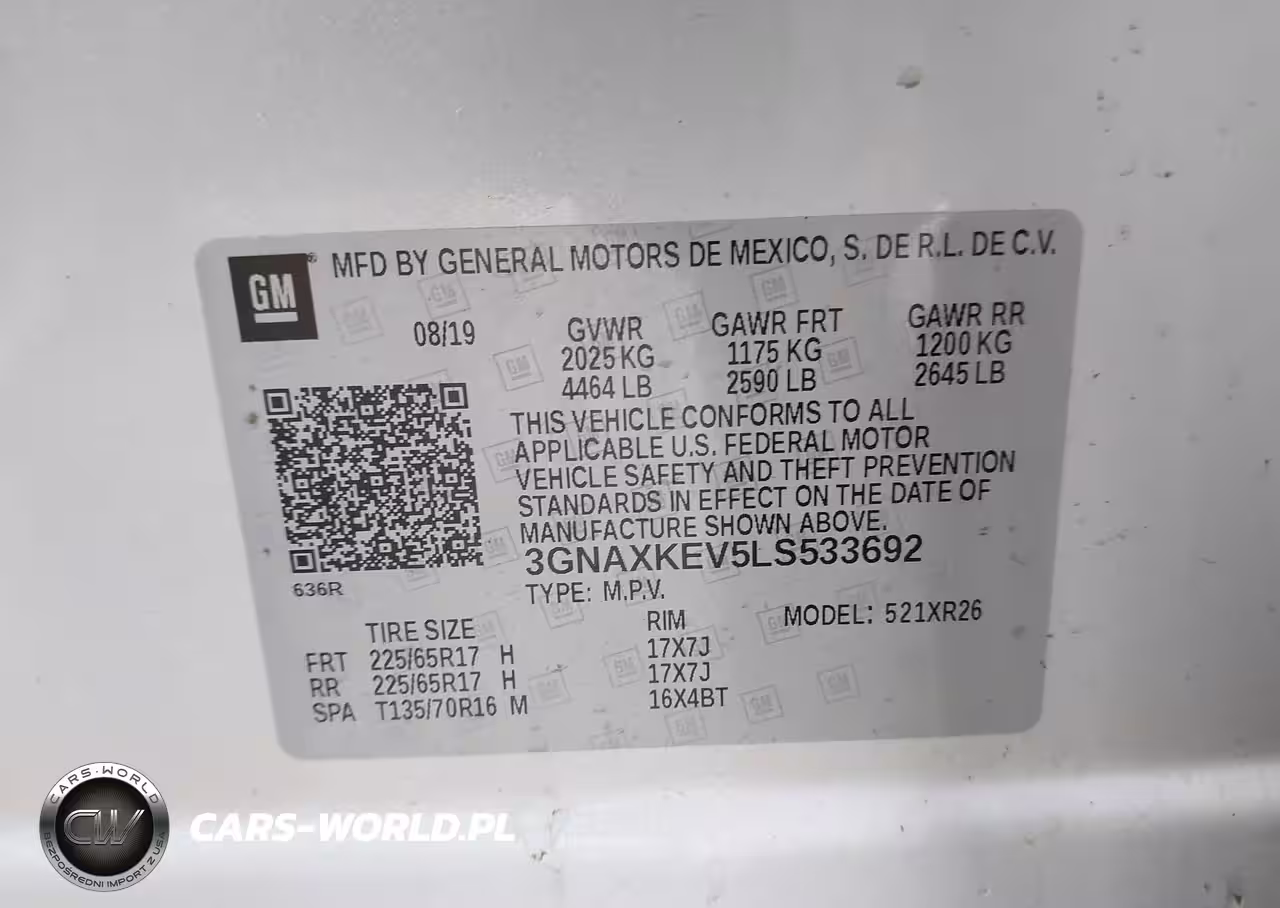 GM® MFD BY GENERAL MOTORS DE MEXICO, S. DE R.L. DE C.V.
08/19 GVWR GAWR FRT GAWR RR
2025 KG 1175 KG 1200 KG
4464 LB 2590 LB 2645 LB
THIS VEHICLE CONFORMS TO ALL
APPLICABLE U.S. FEDERAL MOTOR
VEHICLE SAFETY AND THEFT PREVENTION
STANDARDS IN EFFECT ON THE DATE OF
MANUFACTURE SHOWN ABOVE.
3GNAXKEV5LS533692
636R
TYPE: M.P.V.
MODEL: 521XR26
TIRE SIZE RIM
FRT 225/65R17 H 17X7J
RR 225/65R17 H 17X7J
SPA T135/70R16 M 16X4BT
CARS-WORLD
CW
BEZPOŚREDNI IMPORT Z USA
CARS-WORLD.PL